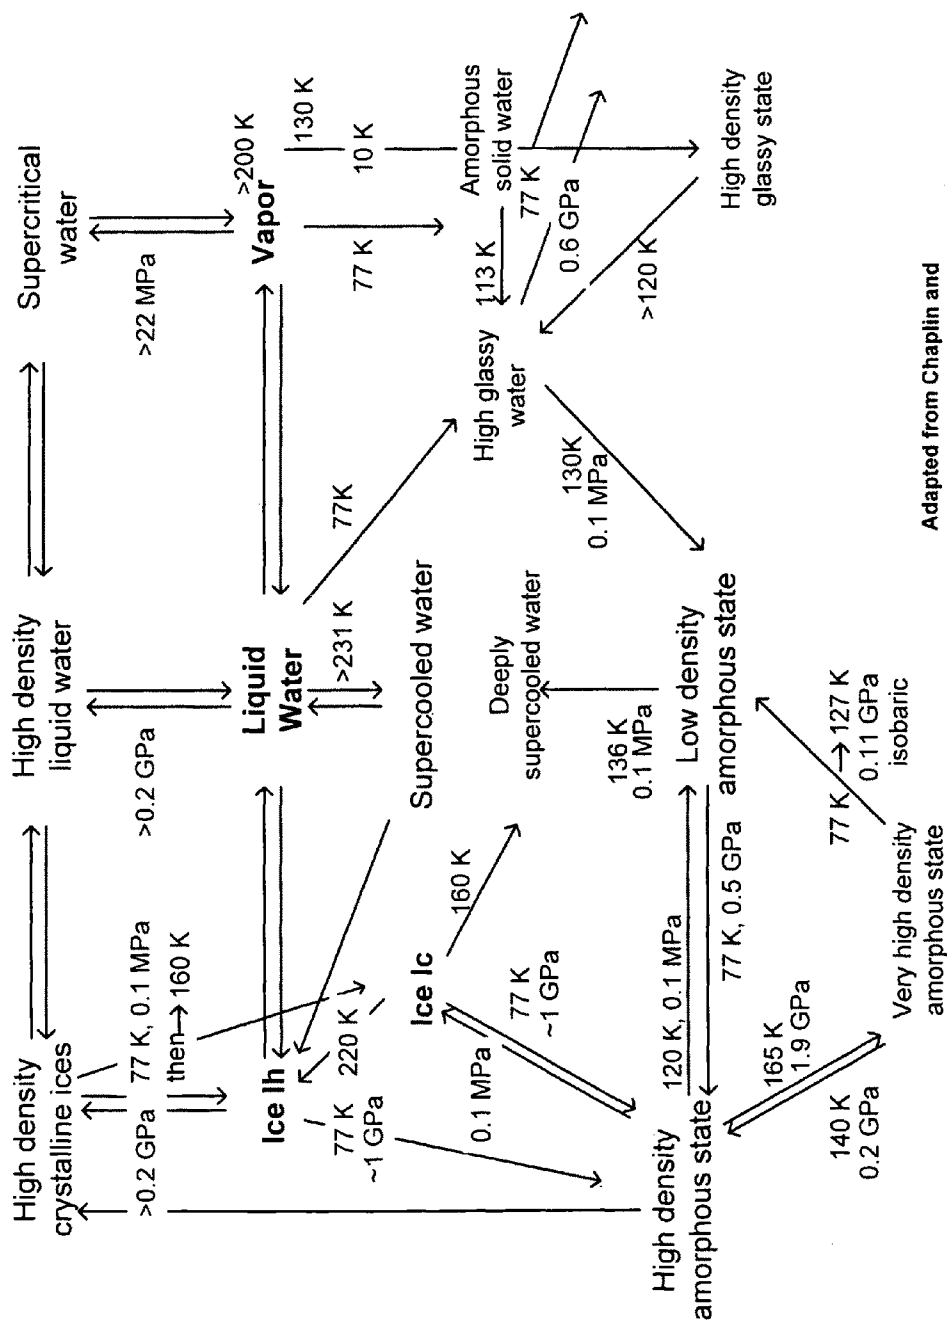 High density
crystalline ices
High density
liquid water
Supercritical
water
>0.2 GPa
77 K, 0.1 MPa
then→160 K
>0.2 GPa
>22 MPa
Ice Ih
Liquid
Water
Vapor
>200 K
220 K
77 K
~1 GPa
>231 K
77K
77 K
130 K
10 K
Ice Ic
Supercooled water
160 K
0.1 MPa
77 K
~1 GPa
Deeply
supercooled water
High glassy
water
113 K
Amorphous
solid water
77 K
0.6 GPa
130K
0.1 MPa
>120 K
136 K
0.1 MPa
High density
amorphous state
120 K, 0.1 MPa
77 K, 0.5 GPa
Low density
amorphous state
High density
glassy state
165 K
1.9 GPa
140 K
0.2 GPa
77 K → 127 K
0.11 GPa
isobaric
Very high density
amorphous state
Adapted from Chaplin and